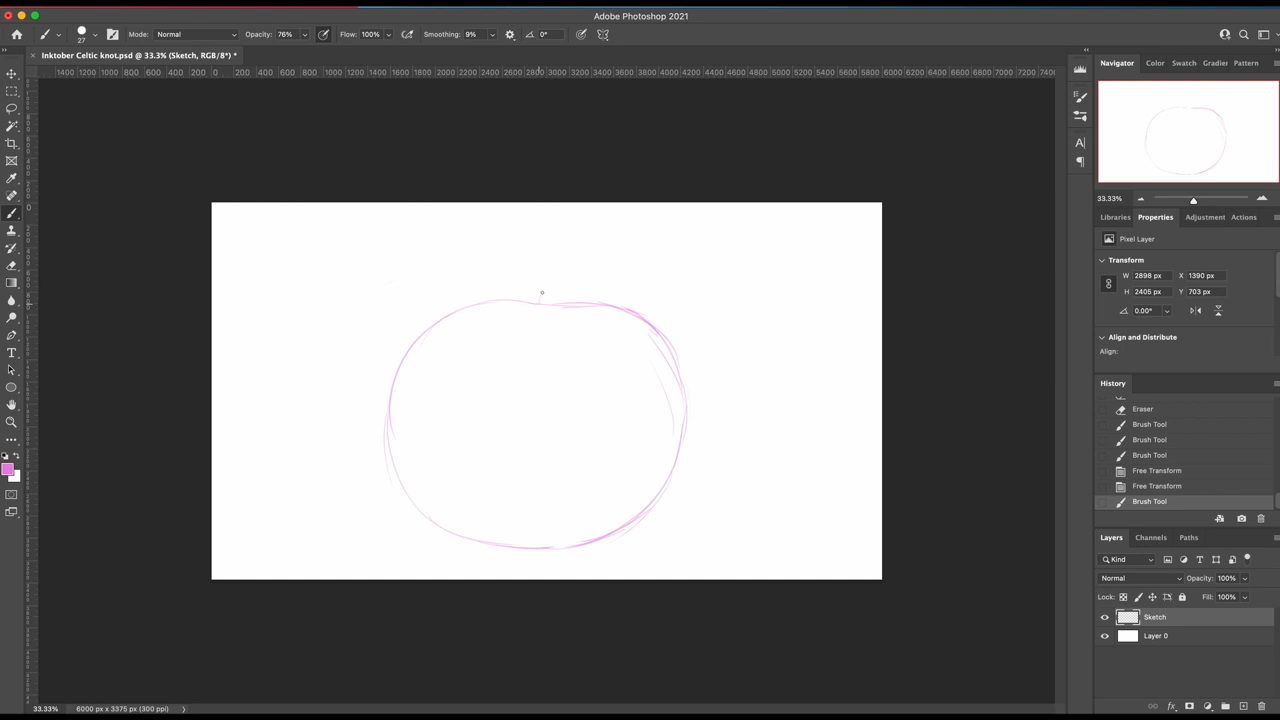 Adobe Photoshop 2021
27 Mode: Normal Opacity: 76% Flow: 100% Smoothing: 9% 0°
× Inktober Celtic knot.psd @ 33.3% (Sketch, RGB/8*) *
1400 1200 1000 800 600 400 200 0 200 400 600 800 1000 1200 1400 1600 1800 2000 2200 2400 2600 2800 3000 3200 3400 3600 3800 4000 4200 4400 4600 4800 5000 5200 5400 5600 5800 6000 6200 6400 6600 6800 7000 7200 740
Navigator Color Swatch Gradier Pattern
33.33%
Libraries Properties Adjustment Actions
Pixel Layer
Transform
W 2898 px X 1390 px
H 2405 px Y 703 px
0.00°
Align and Distribute
Align:
History
Eraser
Brush Tool
Brush Tool
Brush Tool
Free Transform
Free Transform
Brush Tool
Layers Channels Paths
Kind
Normal Opacity: 100%
Lock: Fill: 100%
Sketch
Layer 0
33.33% 6000 px x 3375 px (300 ppi)